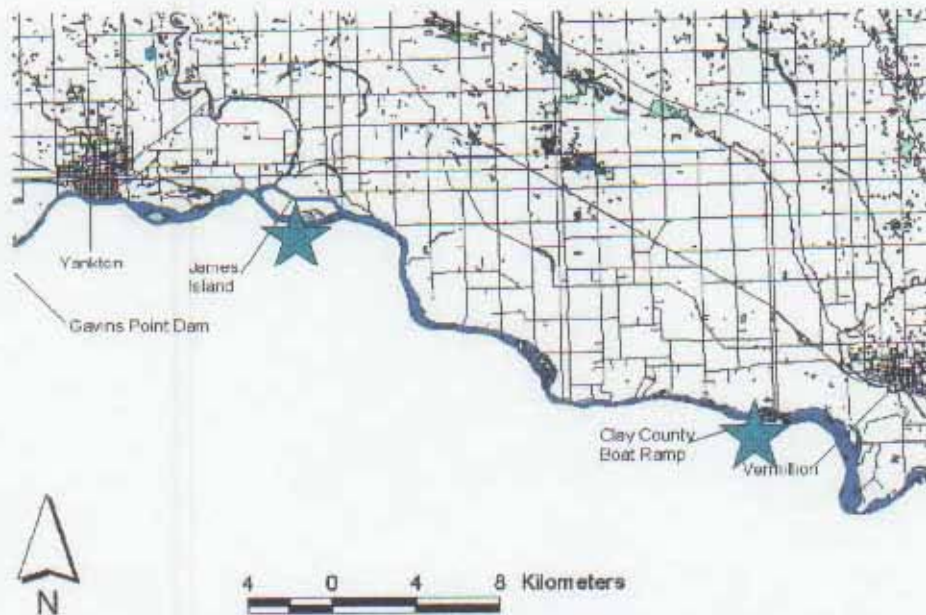 Yankton
James
Island
Gavins Point Dam
Clay County
Boat Ramp
Vermillion
N
4 0 4 8 Kilometers